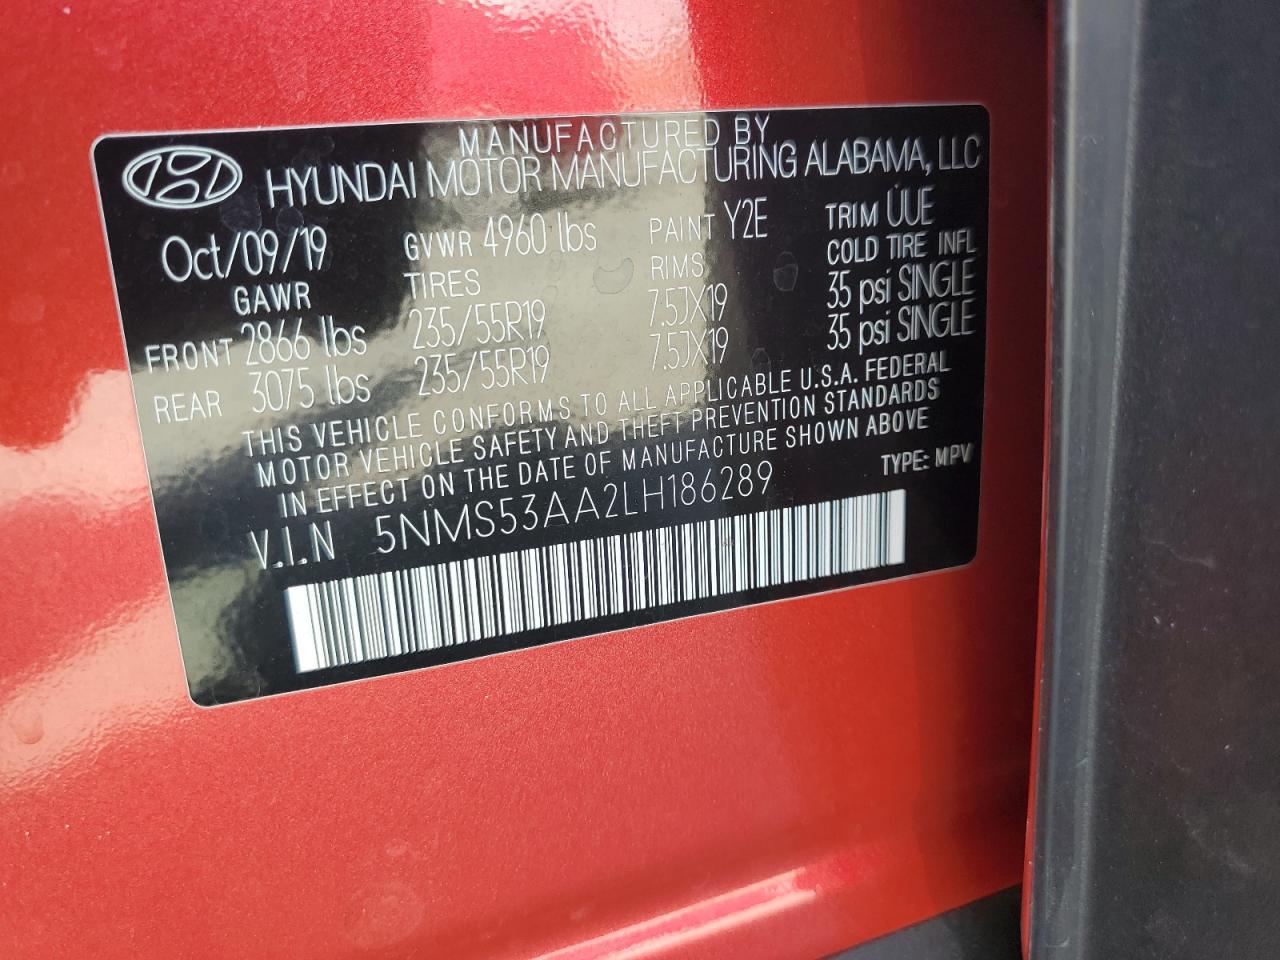 MANUFACTURED BY
HYUNDAI MOTOR MANUFACTURING ALABAMA, LLC
Oct/09/19 GVWR 4960 lbs PAINT Y2E TRIM UUE
GAWR TIRES RIMS COLD TIRE INFL
FRONT 2866 lbs 235/55R19 7.5JX19 35 psi SINGLE
REAR 3075 lbs 235/55R19 7.5JX19 35 psi SINGLE
THIS VEHICLE CONFORMS TO ALL APPLICABLE U.S.A. FEDERAL
MOTOR VEHICLE SAFETY AND THEFT PREVENTION STANDARDS
IN EFFECT ON THE DATE OF MANUFACTURE SHOWN ABOVE
V.I.N 5NMS53AA2LH186289 TYPE: MPV